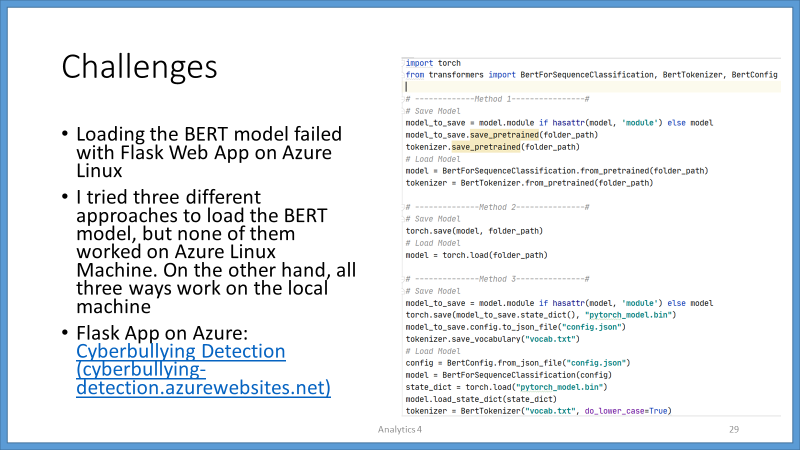 Challenges
• Loading the BERT model failed
with Flask Web App on Azure
Linux
• I tried three different
approaches to load the BERT
model, but none of them
worked on Azure Linux
Machine. On the other hand, all
three ways work on the local
machine
• Flask App on Azure:
Cyberbullying Detection
(cyberbullying-
detection.azurewebsites.net)
import torch
from transformers import BertForSequenceClassification, BertTokenizer, BertConfig
# -------------Method 1---------------#
# Save Model
model_to_save = model.module if hasattr(model, 'module') else model
model_to_save.save_pretrained(folder_path)
tokenizer.save_pretrained(folder_path)
# Load Model
model = BertForSequenceClassification.from_pretrained(folder_path)
tokenizer = BertTokenizer.from_pretrained(folder_path)
# --------------Method 2--------------#
# Save Model
torch.save(model, folder_path)
# Load Model
model = torch.load(folder_path)
# --------------Method 3--------------#
# Save Model
model_to_save = model.module if hasattr(model, 'module') else model
torch.save(model_to_save.state_dict(), "pytorch_model.bin")
model_to_save.config.to_json_file("config.json")
tokenizer.save_vocabulary("vocab.txt")
# Load Model
config = BertConfig.from_json_file("config.json")
model = BertForSequenceClassification(config)
state_dict = torch.load("pytorch_model.bin")
model.load_state_dict(state_dict)
tokenizer = BertTokenizer("vocab.txt", do_lower_case=True)
Analytics 4
29